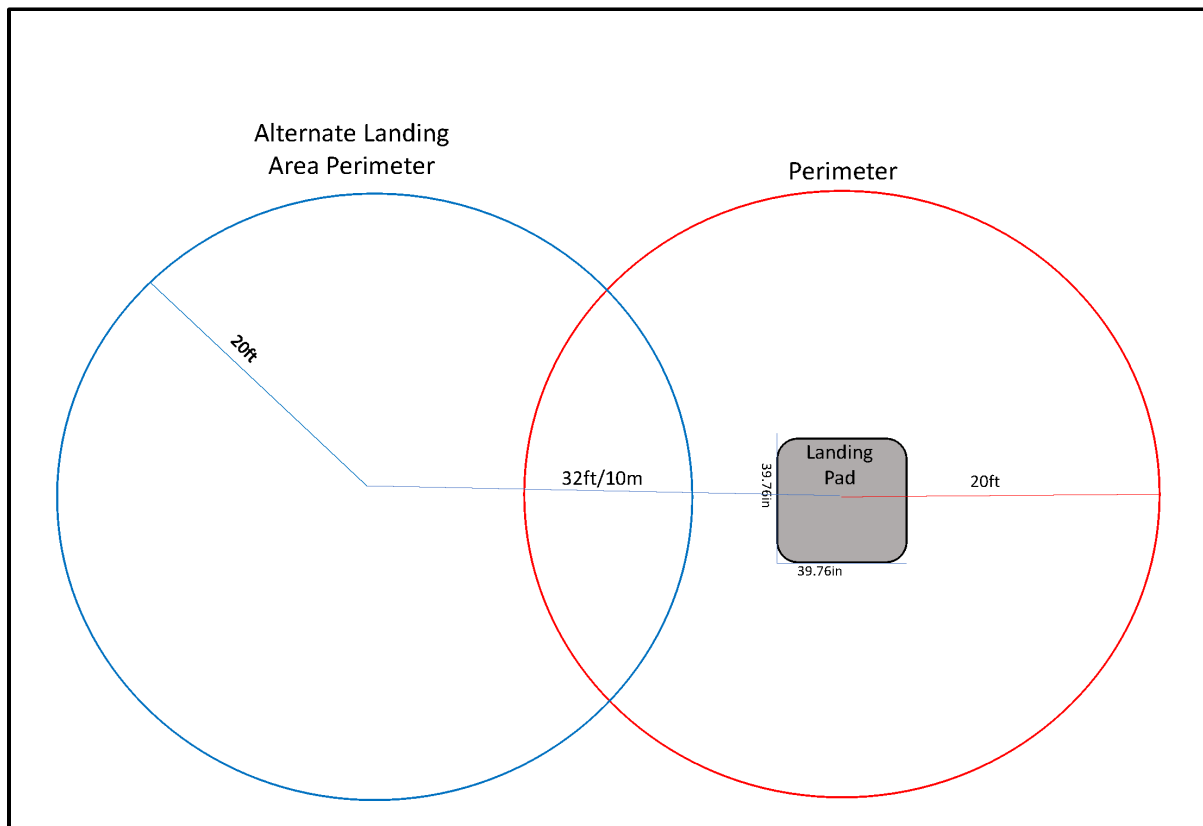 Alternate Landing
Area Perimeter
Perimeter
20ft
Landing
Pad
32ft/10m
39.76in
20ft
39.76in